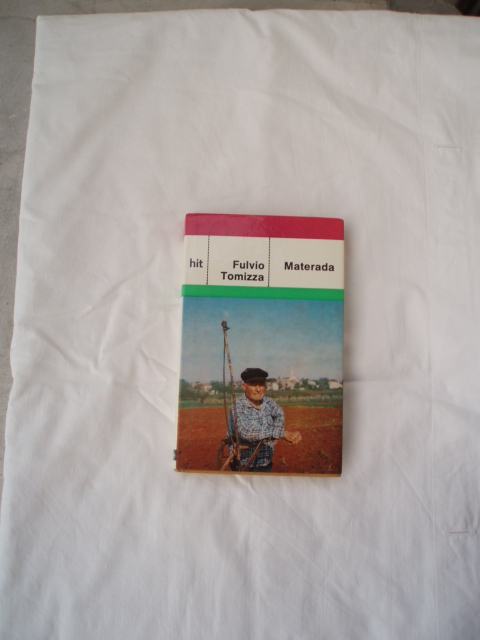 hit
Fulvio
Tomizza
Materada